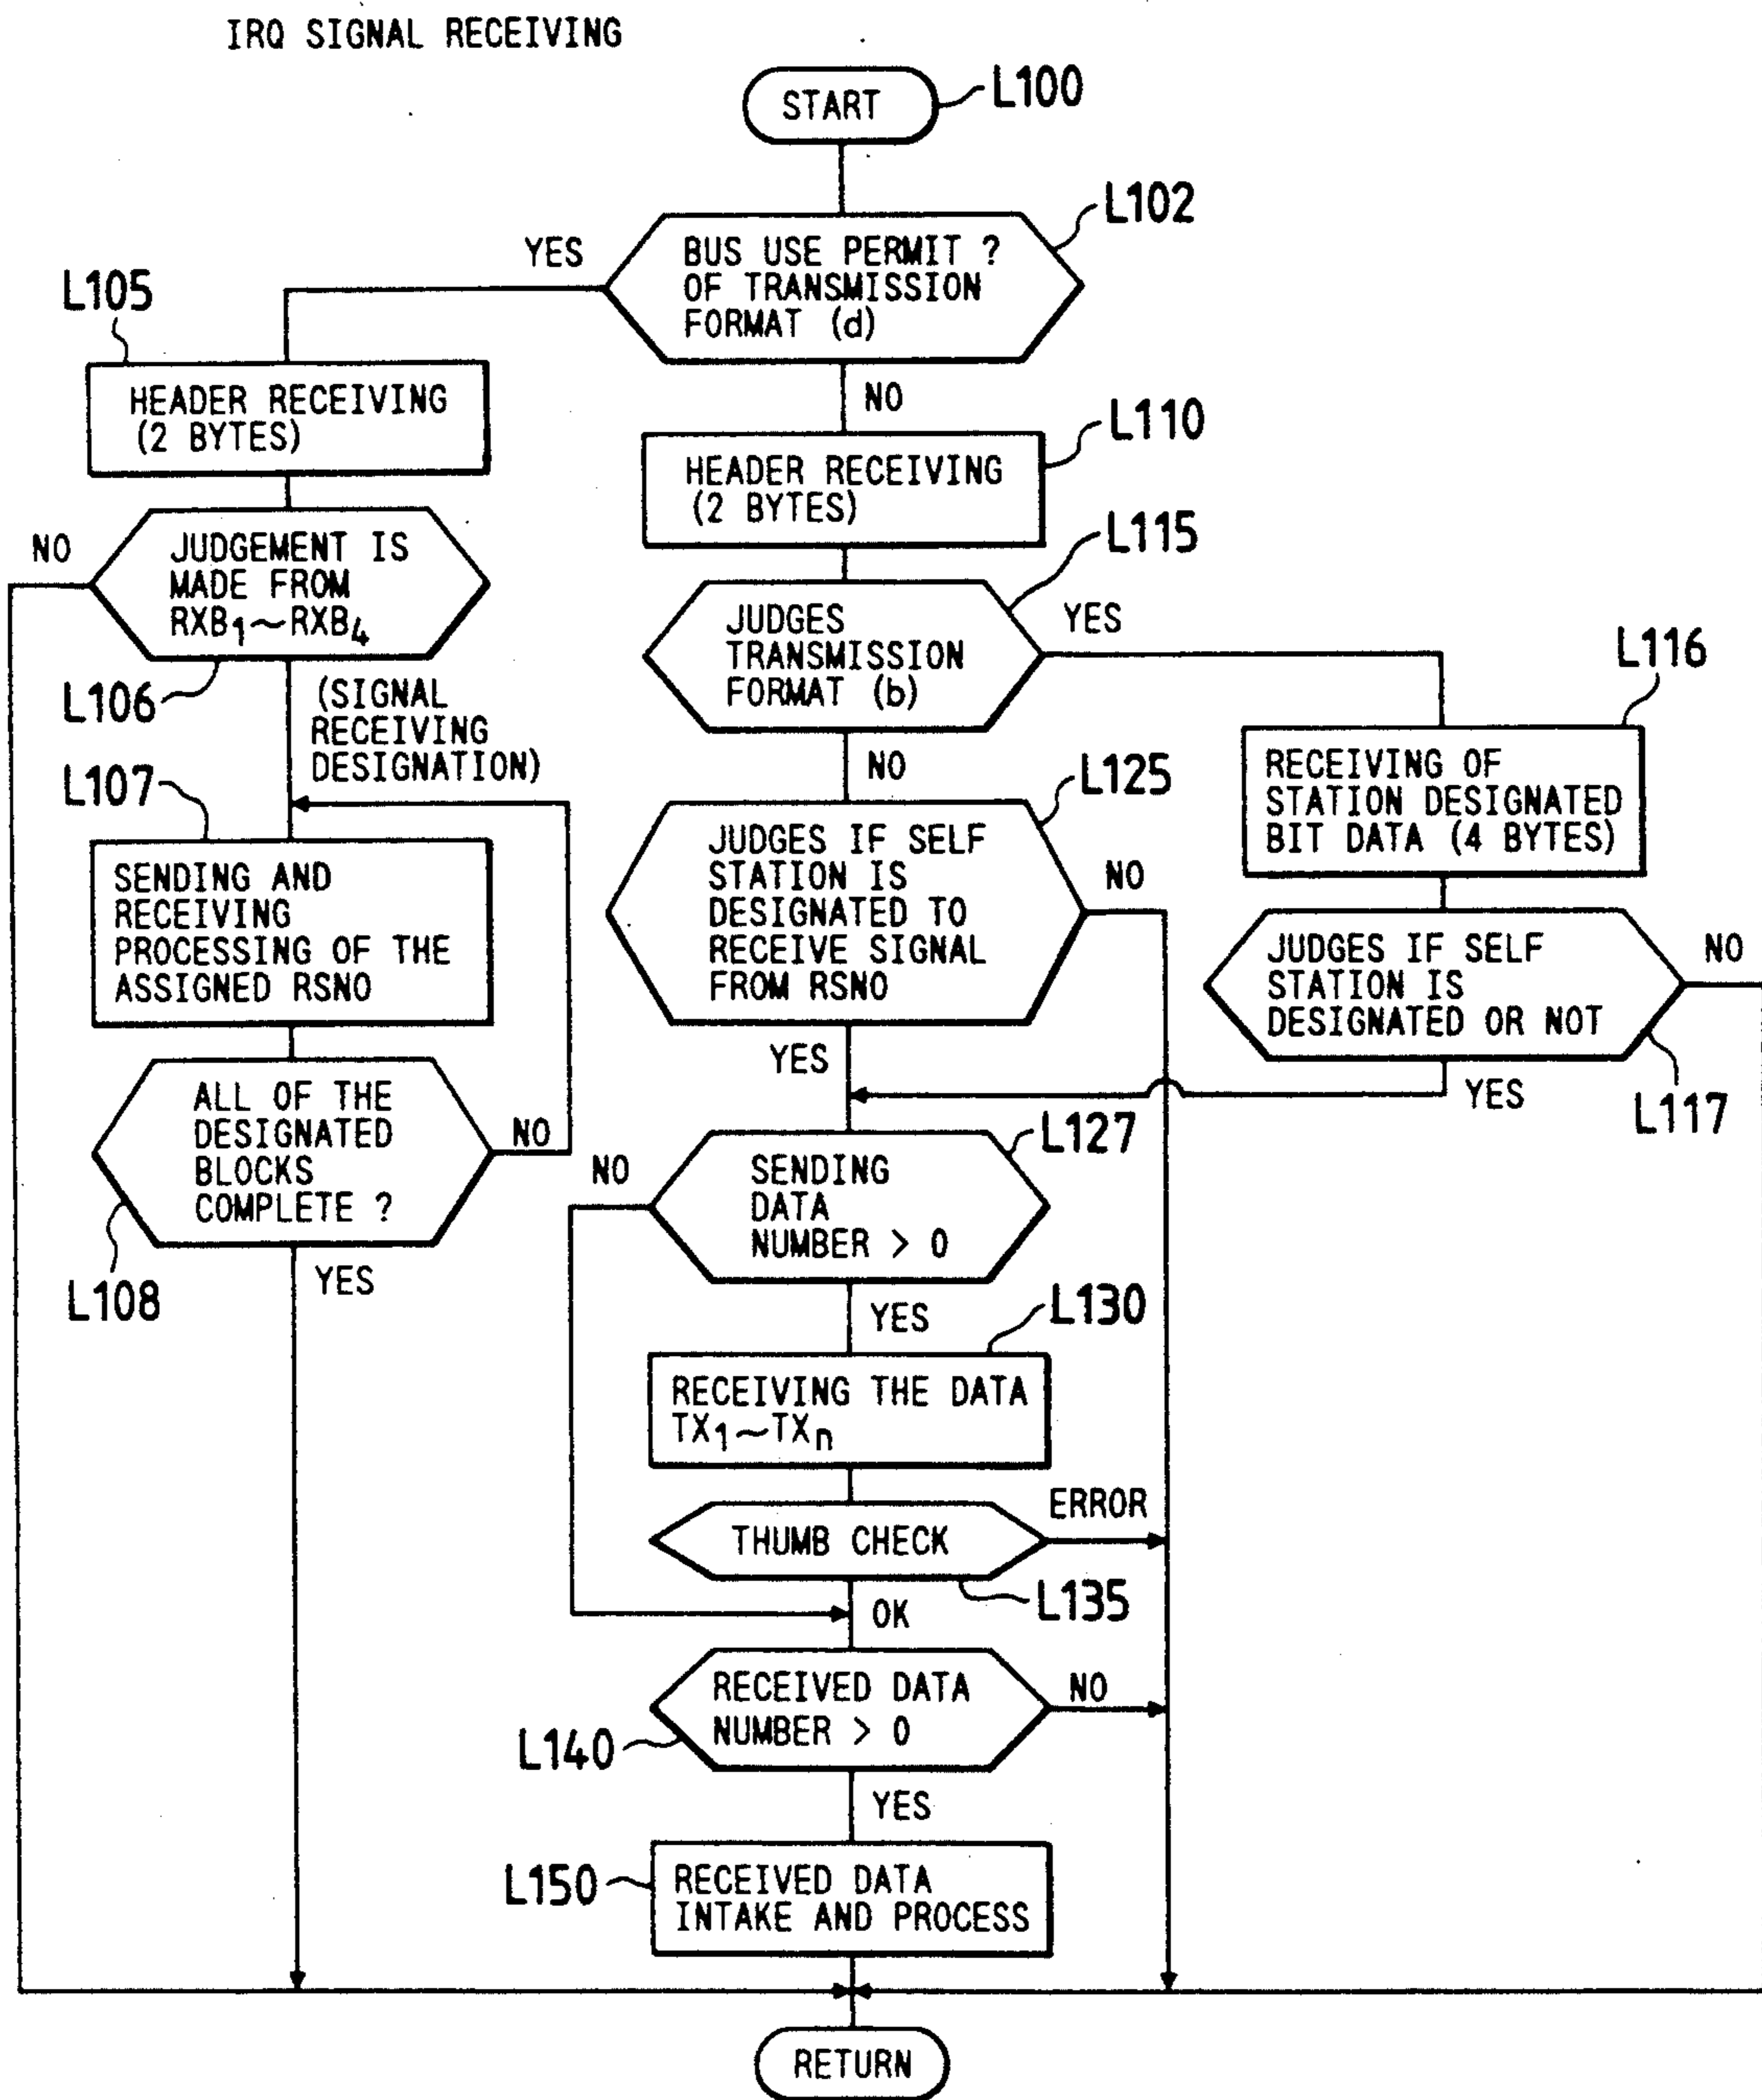 IRQ SIGNAL RECEIVING
START
L100
BUS USE PERMIT ?
OF TRANSMISSION
FORMAT (d)
L102
YES
NO
L105
HEADER RECEIVING
(2 BYTES)
L110
HEADER RECEIVING
(2 BYTES)
NO
JUDGEMENT IS
MADE FROM
RXB1~RXB4
L106
(SIGNAL
RECEIVING
DESIGNATION)
L115
JUDGES
TRANSMISSION
FORMAT (b)
YES
NO
L116
RECEIVING OF
STATION DESIGNATED
BIT DATA (4 BYTES)
L107
SENDING AND
RECEIVING
PROCESSING OF THE
ASSIGNED RSNO
L125
JUDGES IF SELF
STATION IS
DESIGNATED TO
RECEIVE SIGNAL
FROM RSNO
NO
YES
JUDGES IF SELF
STATION IS
DESIGNATED OR NOT
NO
YES
L117
ALL OF THE
DESIGNATED
BLOCKS
COMPLETE ?
NO
L108
YES
L127
NO
SENDING
DATA
NUMBER > 0
YES
L130
RECEIVING THE DATA
TX1~TXn
THUMB CHECK
ERROR
L135
OK
RECEIVED DATA
NUMBER > 0
NO
L140
YES
L150
RECEIVED DATA
INTAKE AND PROCESS
RETURN